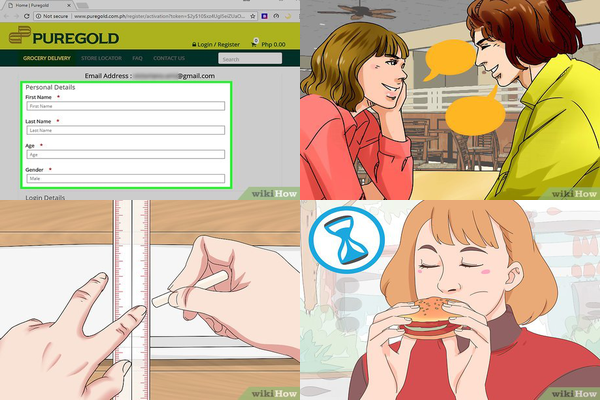 Home | Puregold
Not secure
www.puregold.com.ph/register/activation/?token=
PUREGOLD
Login / Register
0
Php 0.00
GROCERY DELIVERY
STORE LOCATOR
FAQ
CONTACT US
Search
Email Address :
@gmail.com
Personal Details
First Name *
First Name
Last Name *
Last Name
Age *
Age
Gender *
Male
Login Details
wikiHow
wikiHow
wikiHow
wikiHow